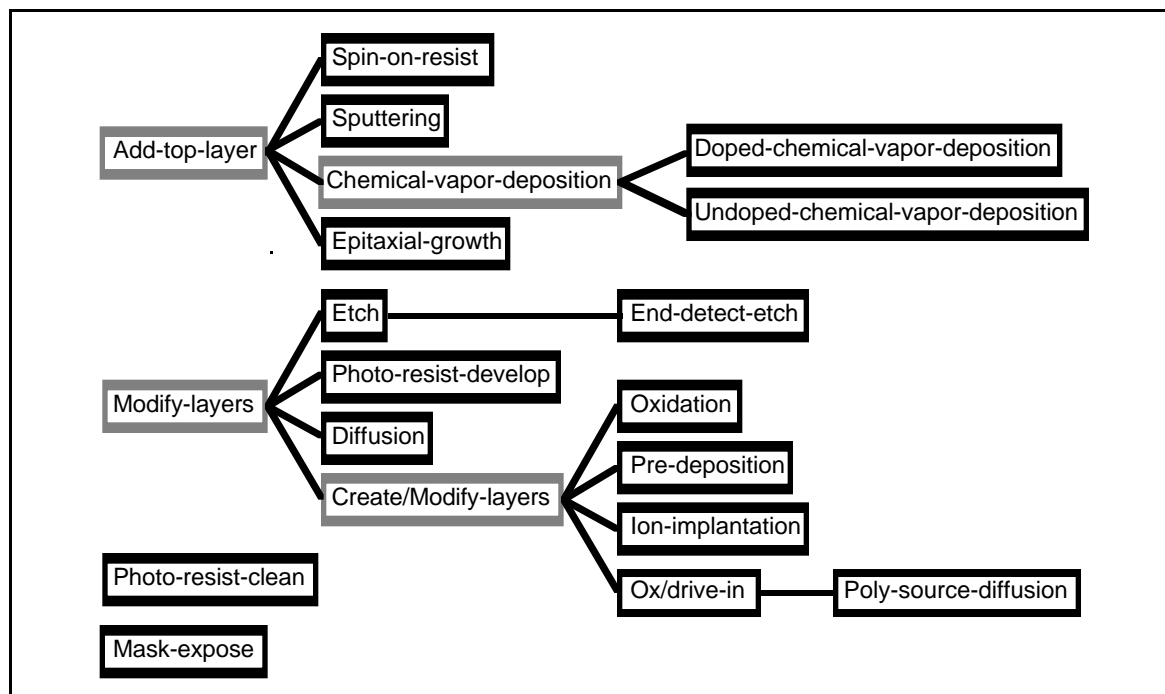 Spin-on-resist
Sputtering
Add-top-layer
Doped-chemical-vapor-deposition
Chemical-vapor-deposition
Undoped-chemical-vapor-deposition
Epitaxial-growth
Etch
End-detect-etch
Photo-resist-develop
Modify-layers
Oxidation
Diffusion
Pre-deposition
Create/Modify-layers
Ion-implantation
Photo-resist-clean
Ox/drive-in
Poly-source-diffusion
Mask-expose